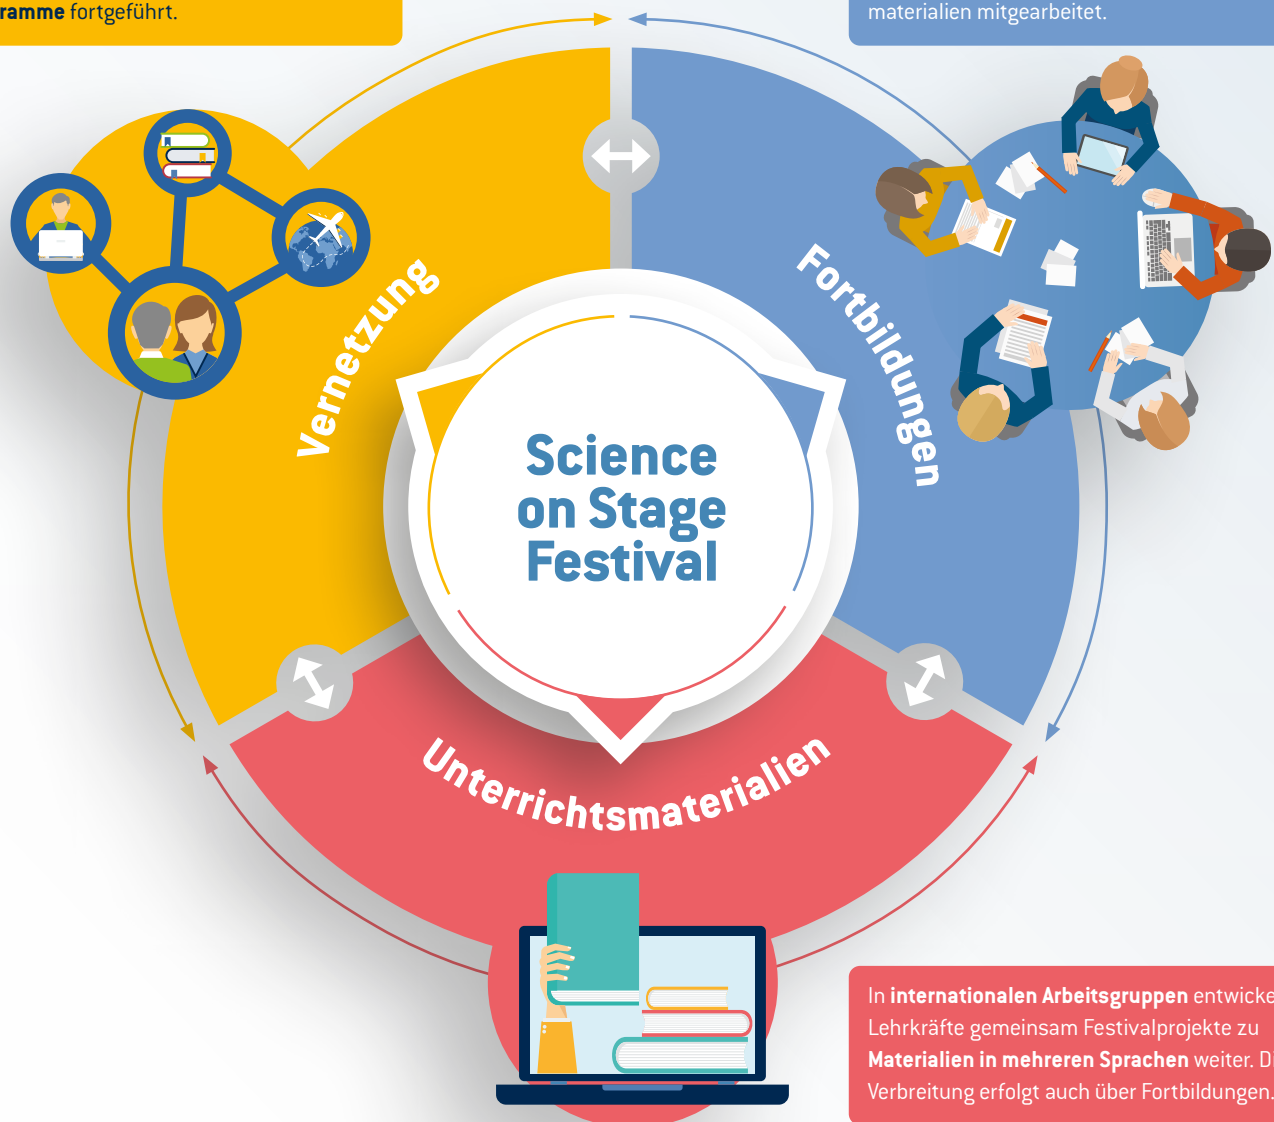 ramme fortgeführt.
materialien mitgearbeitet.
Vernetzung
Fortbildungen
Science
on Stage
Festival
Unterrichtsmaterialien
In internationalen Arbeitsgruppen entwicke
Lehrkräfte gemeinsam Festivalprojekte zu
Materialien in mehreren Sprachen weiter. D
Verbreitung erfolgt auch über Fortbildungen.